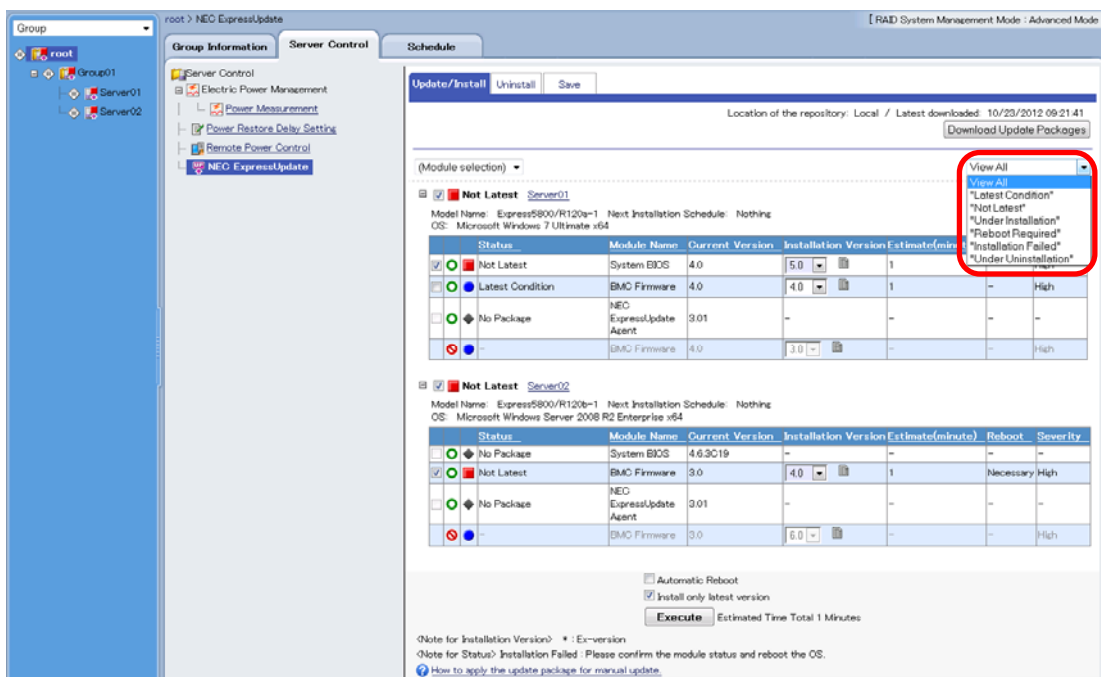 root > NEC ExpressUpdate
[ RAID System Management Mode : Advanced Mode
Group
root
Group01
Server01
Server02
Group Information
Server Control
Schedule
Server Control
Electric Power Management
Power Measurement
Power Restore Delay Setting
Remote Power Control
NEC ExpressUpdate
Update/Install
Uninstall
Save
Location of the repository: Local / Latest downloaded: 10/23/2012 09:21:41
Download Update Packages
(Module selection)
View All
View All
"Latest Condition"
"Not Latest"
"Under Installation"
"Reboot Required"
"Installation Failed"
"Under Uninstallation"
Not Latest Server01
Model Name: Express5800/R120a-1 Next Installation Schedule: Nothing
OS: Microsoft Windows 7 Ultimate x64
Status Module Name Current Version Installation Version Estimate(minut
Not Latest System BIOS 4.0 5.0 1 High
Latest Condition BMC Firmware 4.0 4.0 1 - High
No Package NEC ExpressUpdate Agent 3.01 - - - -
- BMC Firmware 4.0 3.0 - - High
Not Latest Server02
Model Name: Express5800/R120b-1 Next Installation Schedule: Nothing
OS: Microsoft Windows Server 2008 R2 Enterprise x64
Status Module Name Current Version Installation Version Estimate(minute) Reboot Severity
No Package System BIOS 4.6.3C19 - - - -
Not Latest BMC Firmware 3.0 4.0 1 Necessary High
No Package NEC ExpressUpdate Agent 3.01 - - - -
- BMC Firmware 3.0 6.0 - - High
Automatic Reboot
Install only latest version
Execute Estimated Time Total 1 Minutes
<Note for Installation Version> * : Ex-version
<Note for Status> Installation Failed : Please confirm the module status and reboot the OS.
How to apply the update package for manual update.